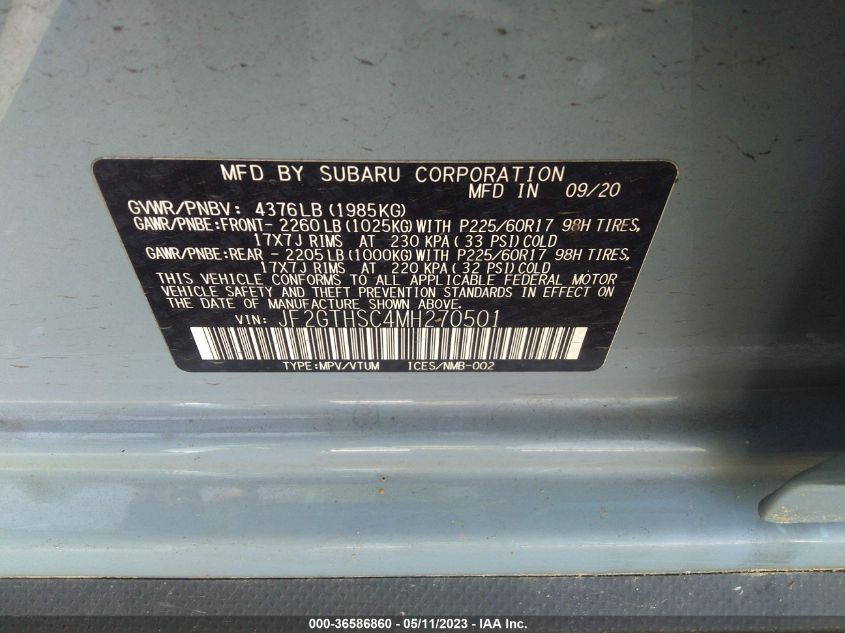 MFD BY SUBARU CORPORATION
MFD IN 09/20
GVWR/PNBV: 4376LB(1985KG)
GAWR/PNBE:FRONT- 2260LB(1025KG)WITH P225/60R17 98H TIRES,
17X7J RIMS AT 230 KPA( 33 PSI)COLD
GAWR/PNBE:REAR - 2205LB(1000KG)WITH P225/60R17 98H TIRES,
17X7J RIMS AT 220 KPA( 32 PSI)COLD
THIS VEHICLE CONFORMS TO ALL APPLICABLE FEDERAL MOTOR
VEHICLE SAFETY AND THEFT PREVENTION STANDARDS IN EFFECT ON
THE DATE OF MANUFACTURE SHOWN ABOVE.
VIN: JF2GTHSC4MH270501
TYPE:MPV/VTUM ICES/NMB-002
000-36586860 - 05/11/2023 - IAA Inc.